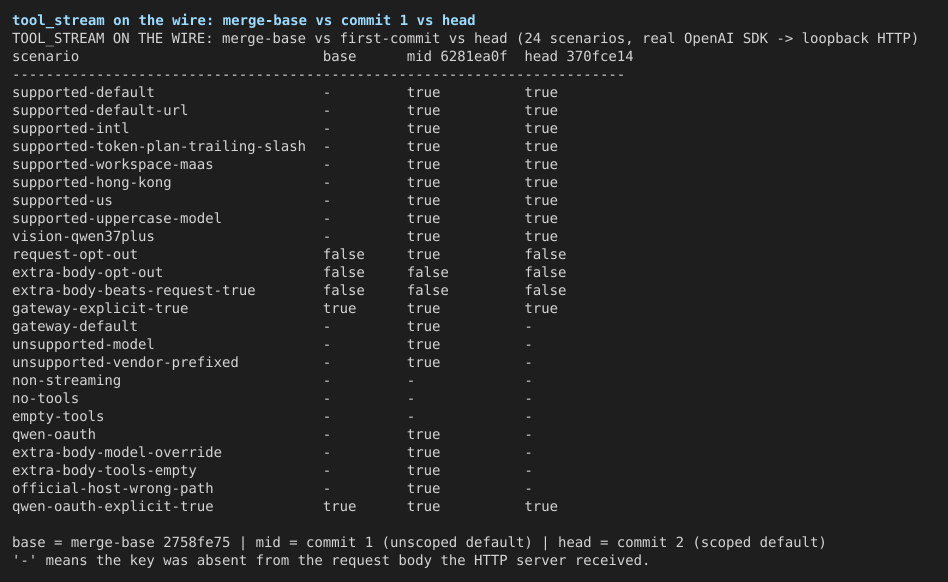 tool_stream on the wire: merge-base vs commit 1 vs head
TOOL_STREAM ON THE WIRE: merge-base vs first-commit vs head (24 scenarios, real OpenAI SDK -> loopback HTTP)
scenario                            base      mid 6281ea0f  head 370fce14
--------------------------------------------------------------------------
supported-default                   -         true          true
supported-default-url               -         true          true
supported-intl                      -         true          true
supported-token-plan-trailing-slash  -         true          true
supported-workspace-maas            -         true          true
supported-hong-kong                 -         true          true
supported-us                        -         true          true
supported-uppercase-model           -         true          true
vision-qwen37plus                   -         true          true
request-opt-out                     false     true          false
extra-body-opt-out                  false     false         false
extra-body-beats-request-true       false     false         false
gateway-explicit-true               true      true          true
gateway-default                     -         true          -
unsupported-model                   -         true          -
unsupported-vendor-prefixed         -         true          -
non-streaming                       -         -             -
no-tools                            -         -             -
empty-tools                         -         -             -
qwen-oauth                          -         true          -
extra-body-model-override           -         true          -
extra-body-tools-empty              -         true          -
official-host-wrong-path            -         true          -
qwen-oauth-explicit-true            true      true          true
base = merge-base 2758fe75 | mid = commit 1 (unscoped default) | head = commit 2 (scoped default)
'-' means the key was absent from the request body the HTTP server received.